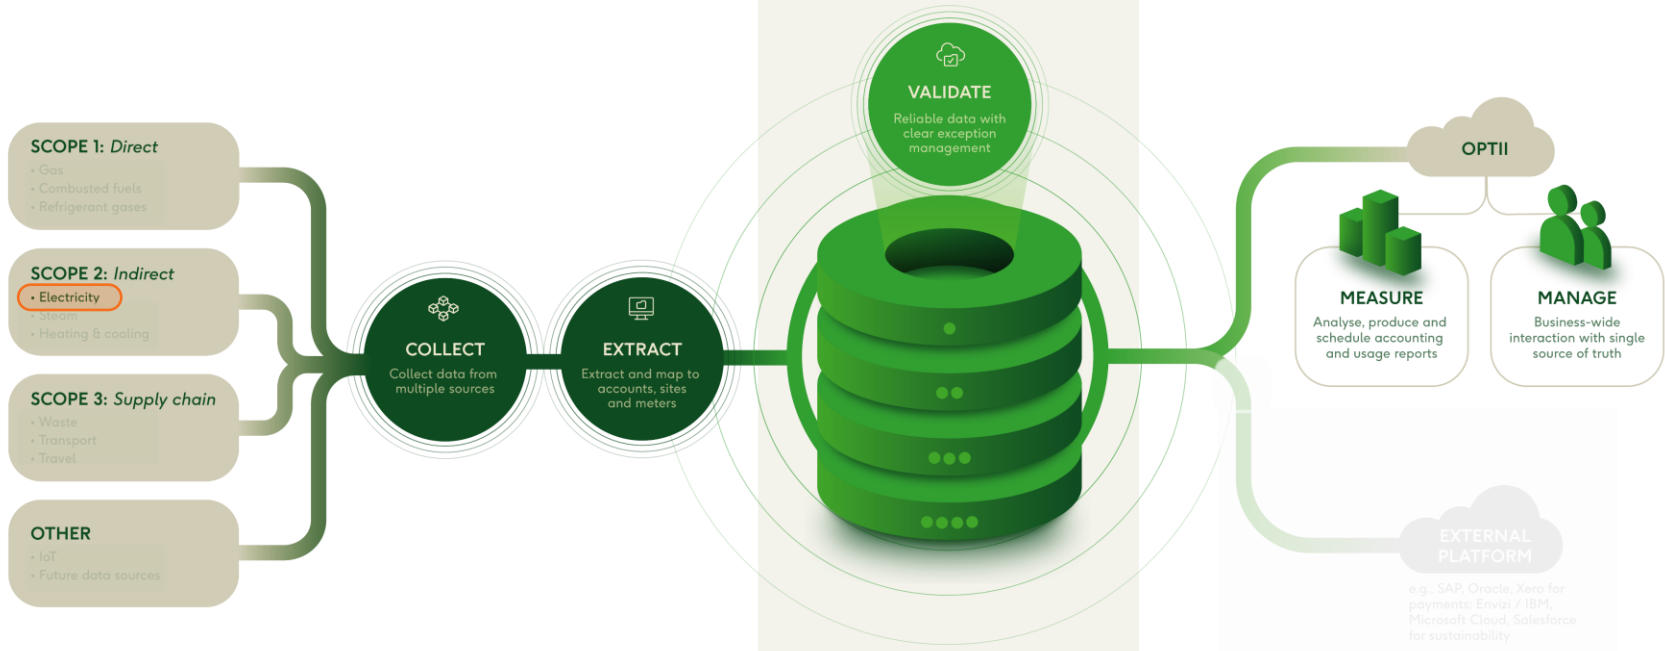 SCOPE 1: Direct
• Gas
• Combusted fuels
• Refrigerant gases
SCOPE 2: Indirect
• Electricity
• Steam
• Heating & cooling
SCOPE 3: Supply chain
• Waste
• Transport
• Travel
OTHER
• IoT
• Future data sources
COLLECT
Collect data from
multiple sources
EXTRACT
Extract and map to
accounts, sites
and meters
VALIDATE
Reliable data with
clear exception
management
OPTII
MEASURE
Analyse, produce and
schedule accounting
and usage reports
MANAGE
Business-wide
interaction with single
source of truth
EXTERNAL
PLATFORM
e.g., SAP, Oracle, Xero for
payments: Envizi / IBM,
Microsoft Cloud, Salesforce
for sustainability